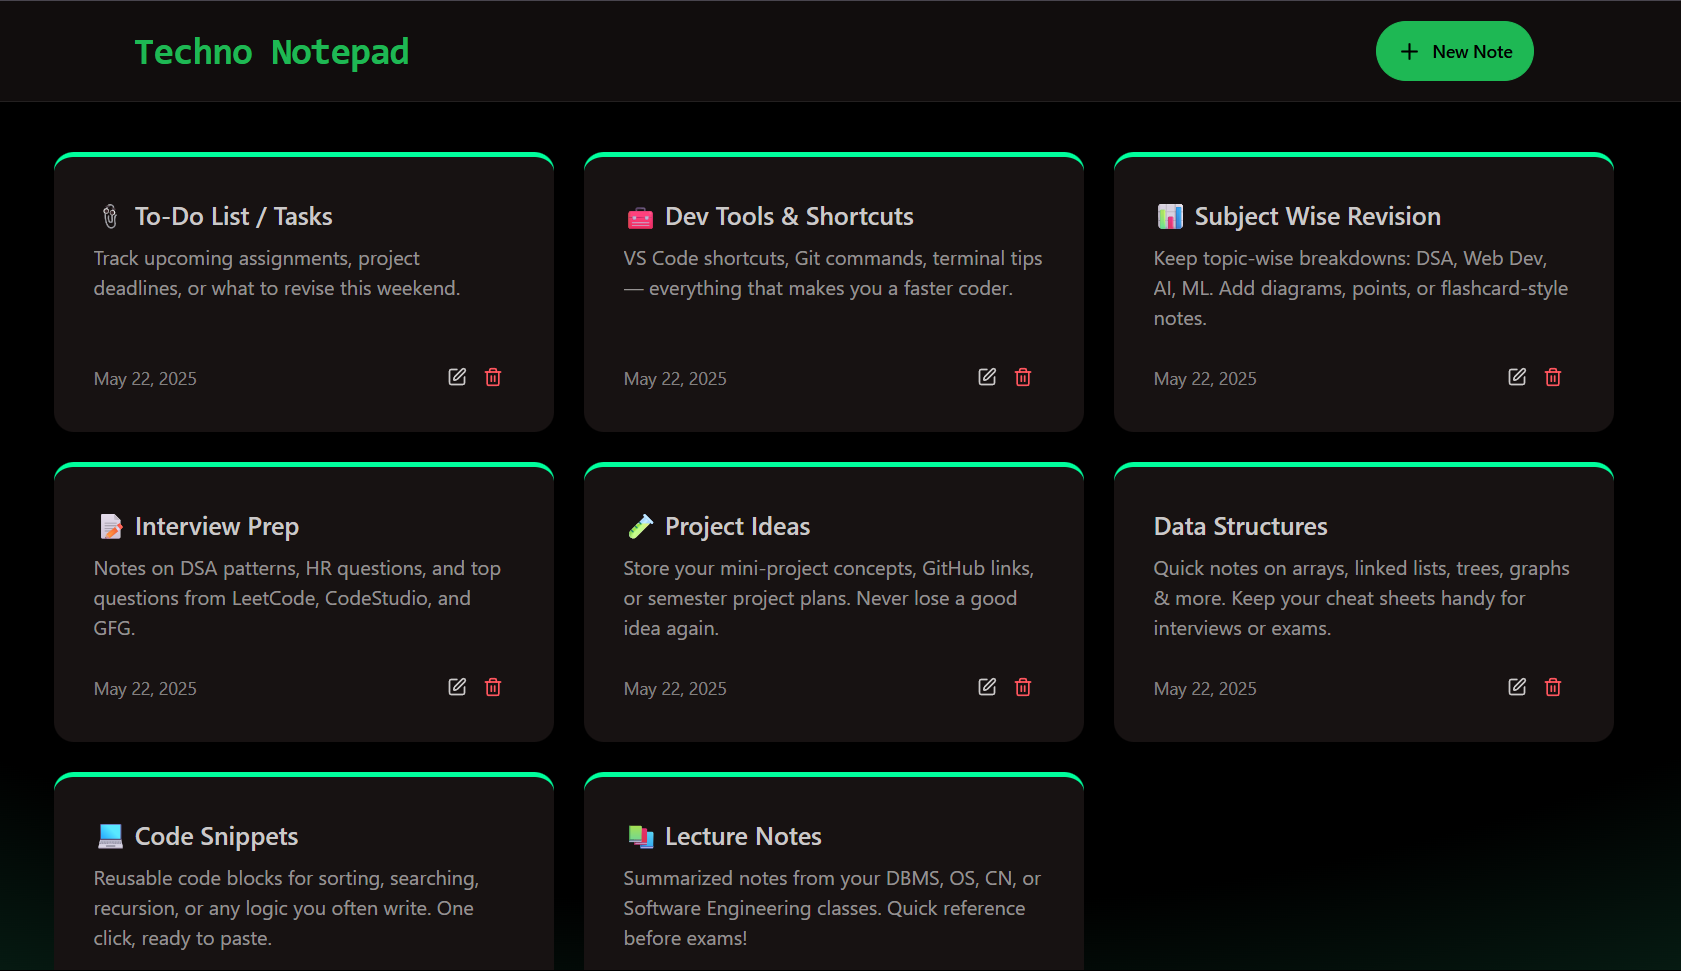 Techno Notepad
New Note
To-Do List / Tasks
Track upcoming assignments, project
deadlines, or what to revise this weekend.
May 22, 2025
Dev Tools & Shortcuts
VS Code shortcuts, Git commands, terminal tips
— everything that makes you a faster coder.
May 22, 2025
Subject Wise Revision
Keep topic-wise breakdowns: DSA, Web Dev,
AI, ML. Add diagrams, points, or flashcard-style
notes.
May 22, 2025
Interview Prep
Notes on DSA patterns, HR questions, and top
questions from LeetCode, CodeStudio, and
GFG.
May 22, 2025
Project Ideas
Store your mini-project concepts, GitHub links,
or semester project plans. Never lose a good
idea again.
May 22, 2025
Data Structures
Quick notes on arrays, linked lists, trees, graphs
& more. Keep your cheat sheets handy for
interviews or exams.
May 22, 2025
Code Snippets
Reusable code blocks for sorting, searching,
recursion, or any logic you often write. One
click, ready to paste.
Lecture Notes
Summarized notes from your DBMS, OS, CN, or
Software Engineering classes. Quick reference
before exams!